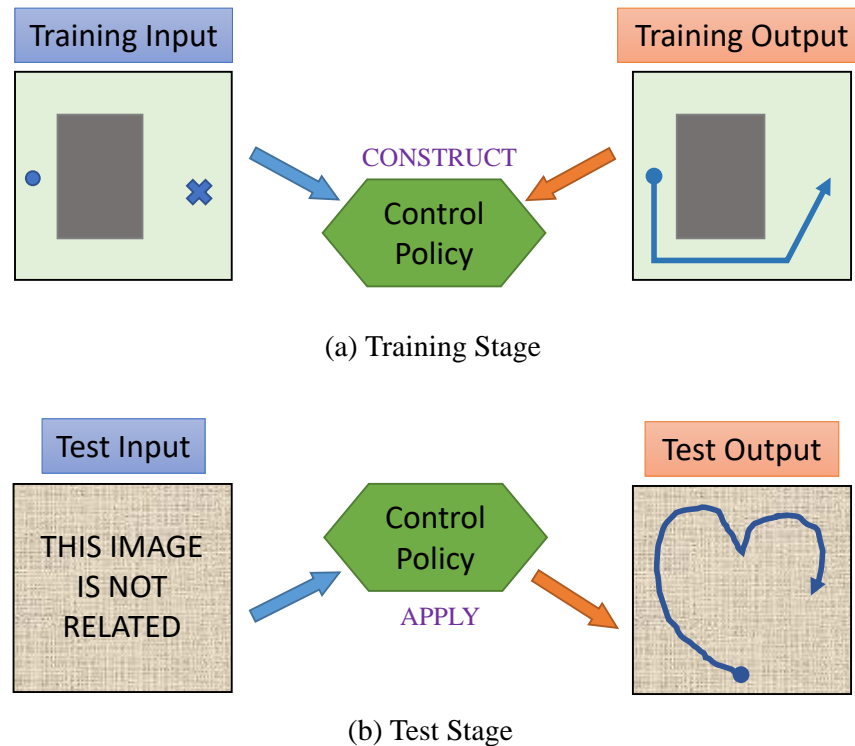 Training Input
Training Output
CONSTRUCT
Control
Policy
(a) Training Stage
Test Input
Test Output
THIS IMAGE
IS NOT
RELATED
Control
Policy
APPLY
(b) Test Stage